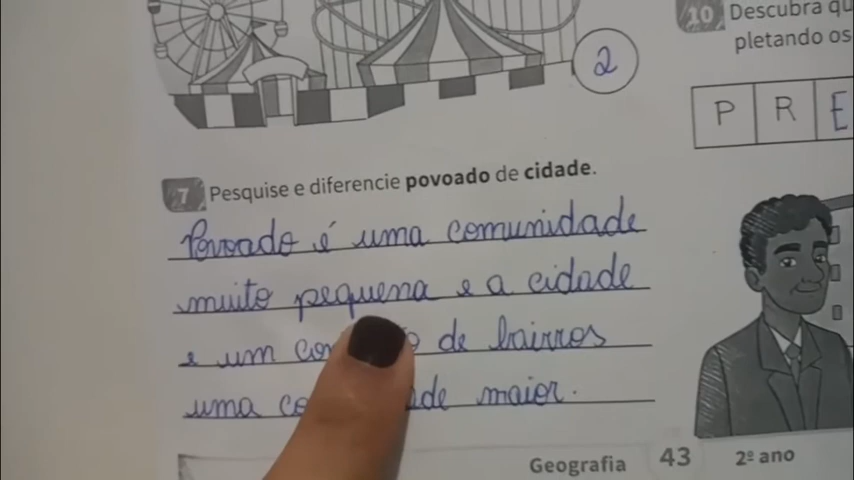 10 Descubra
pletando os
2
P R E
7 Pesquise e diferencie povoado de cidade.
Povoado é uma comunidade
muito pequena e a cidade
e um de bairros
uma maior.
Geografia 43 2º ano